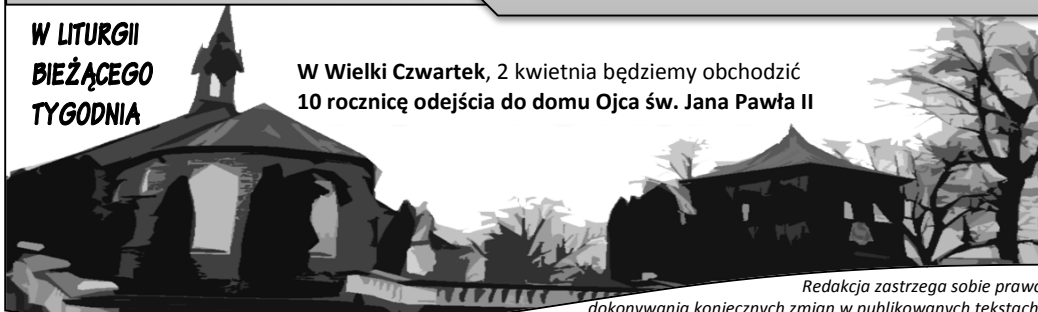 W LITURGII
BIEŻĄCEGO
TYGODNIA
W Wielki Czwartek, 2 kwietnia będziemy obchodzić
10 rocznicę odejścia do domu Ojca św. Jana Pawła II
Redakcja zastrzega sobie prawo
dokonywania koniecznych zmian w publikowanych tekstach.